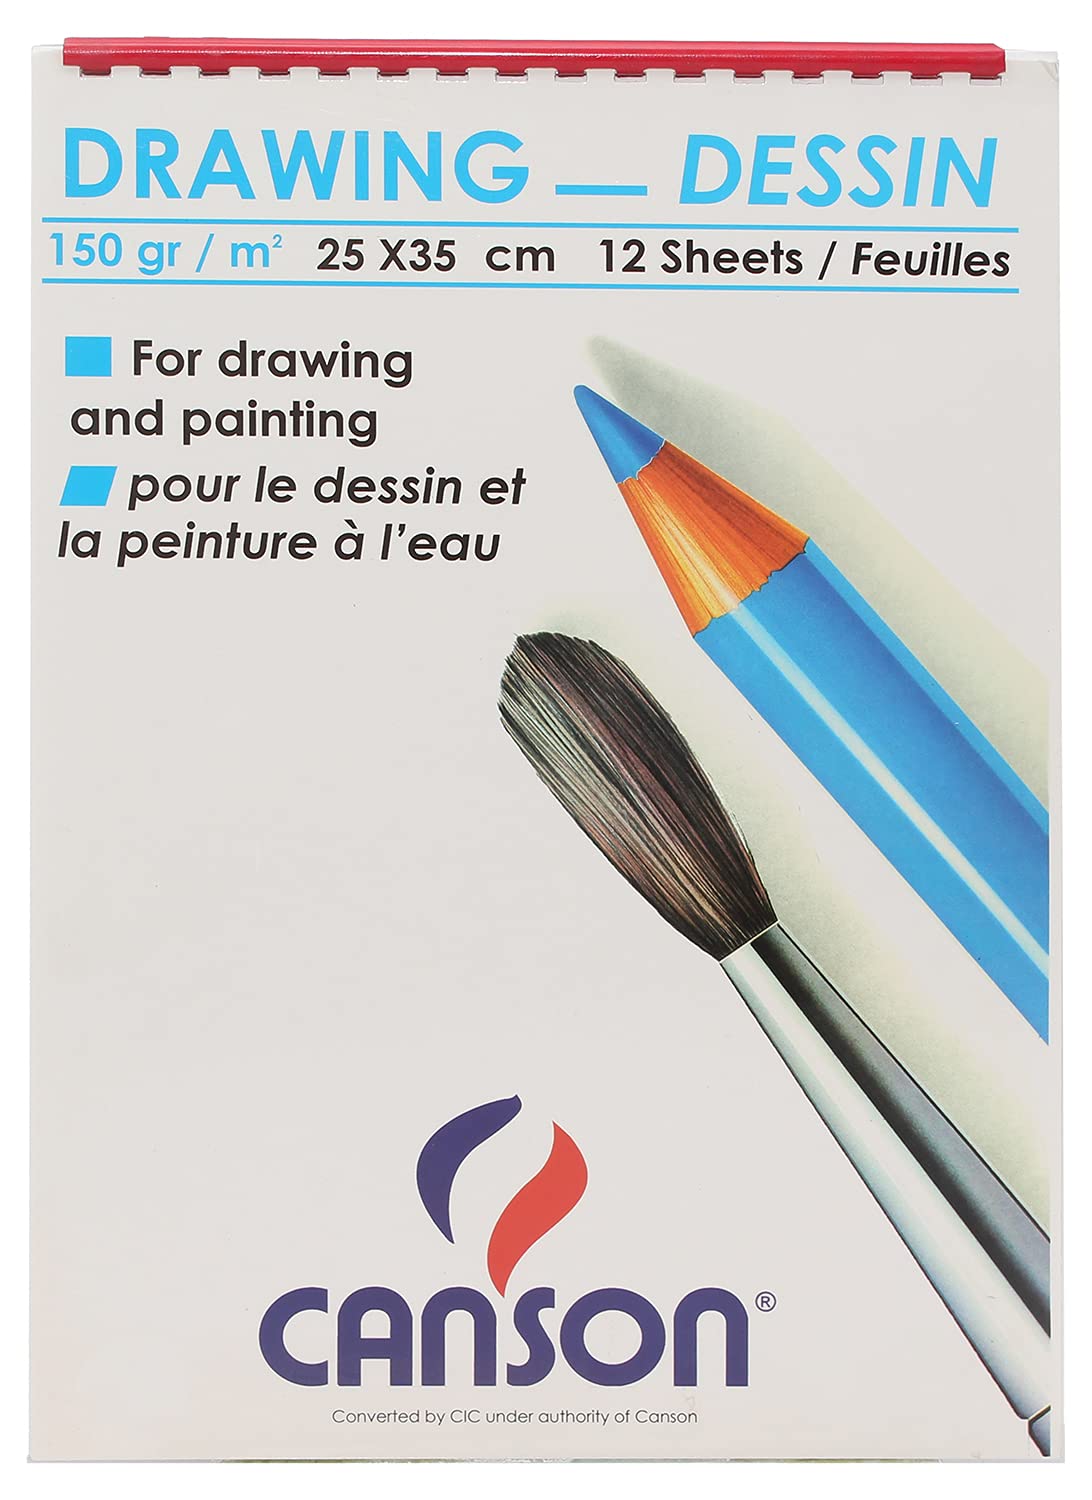 DRAWING — DESSIN
150 gr / m² 25 X35 cm 12 Sheets / Feuilles
For drawing
and painting
pour le dessin et
la peinture à l'eau
CANSON®
Converted by CIC under authority of Canson